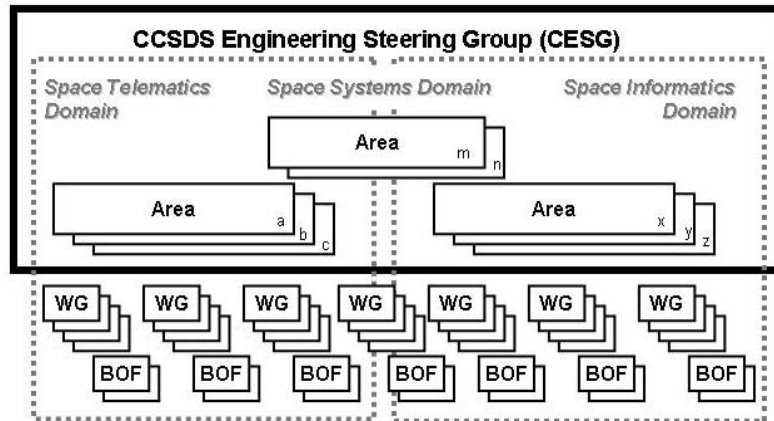 CCSDS Engineering Steering Group (CESG)
Space Telematics
Domain
Space Systems Domain
Space Informatics
Domain
Area
m
n
Area
a
b
c
Area
x
y
z
WG WG WG WG WG WG WG
BOF BOF BOF BOF BOF BOF BOF